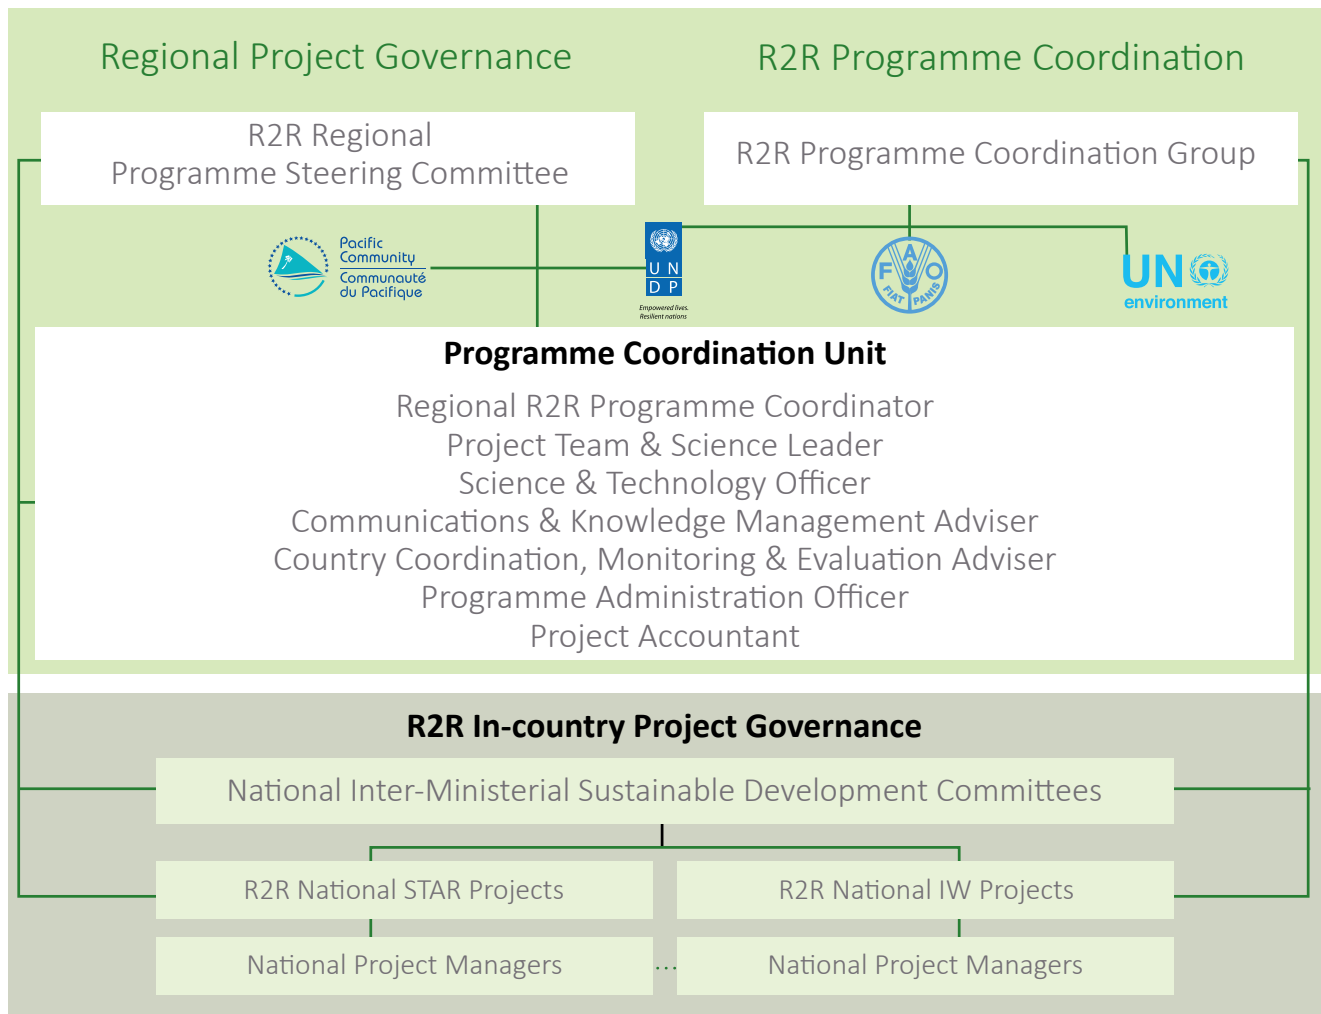 Regional Project Governance
R2R Programme Coordination
R2R Regional
Programme Steering Committee
R2R Programme Coordination Group
Pacific
Community
Communauté
du Pacifique
U N
D P
Empowered lives.
Resilient nations
F A O
FIAT PANIS
UN
environment
Programme Coordination Unit
Regional R2R Programme Coordinator
Project Team & Science Leader
Science & Technology Officer
Communications & Knowledge Management Adviser
Country Coordination, Monitoring & Evaluation Adviser
Programme Administration Officer
Project Accountant
R2R In-country Project Governance
National Inter-Ministerial Sustainable Development Committees
R2R National STAR Projects
R2R National IW Projects
National Project Managers
...
National Project Managers